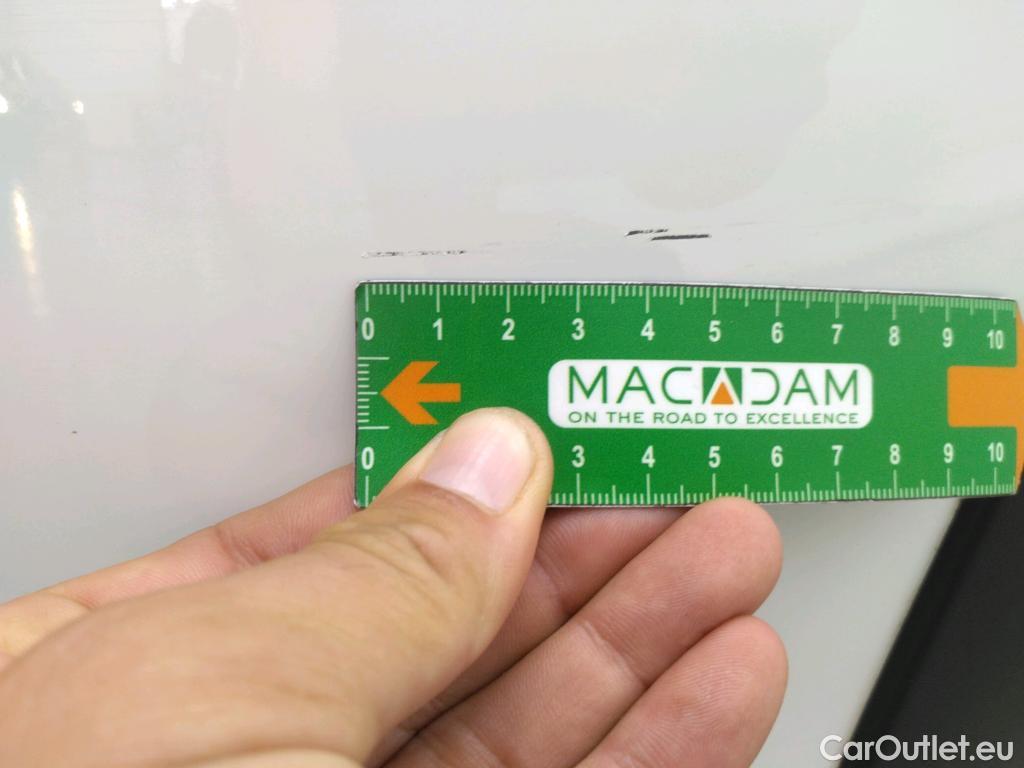 0 1 2 3 4 5 6 7 8 9 10
MACADAM
ON THE ROAD TO EXCELLENCE
0 3 4 5 6 7 8 9 10
CarOutlet.eu